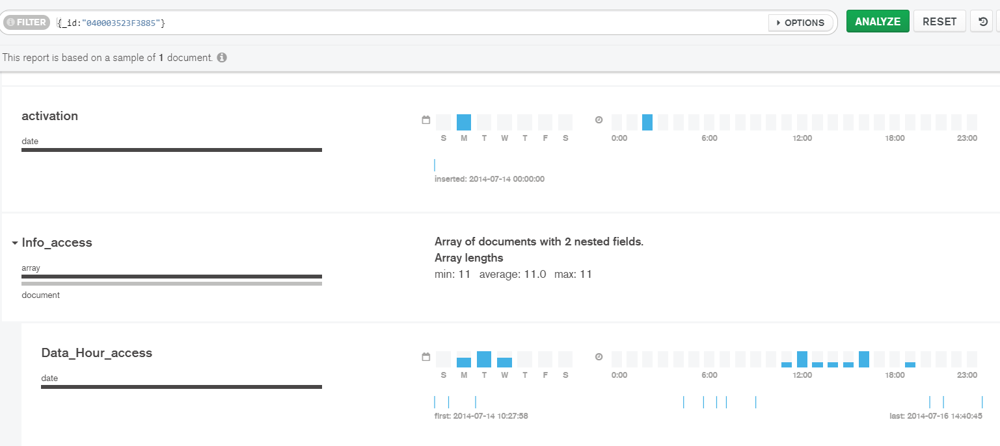 FILTER {_id:"040003523F3885"} OPTIONS ANALYZE RESET
This report is based on a sample of 1 document.
activation
date
S M T W T F S
0:00 6:00 12:00 18:00 23:00
inserted: 2014-07-14 00:00:00
Info_access
array
document
Array of documents with 2 nested fields.
Array lengths
min: 11 average: 11.0 max: 11
Data_Hour_access
date
S M T W T F S
0:00 6:00 12:00 18:00 23:00
first: 2014-07-14 10:27:58
last: 2014-07-16 14:40:45